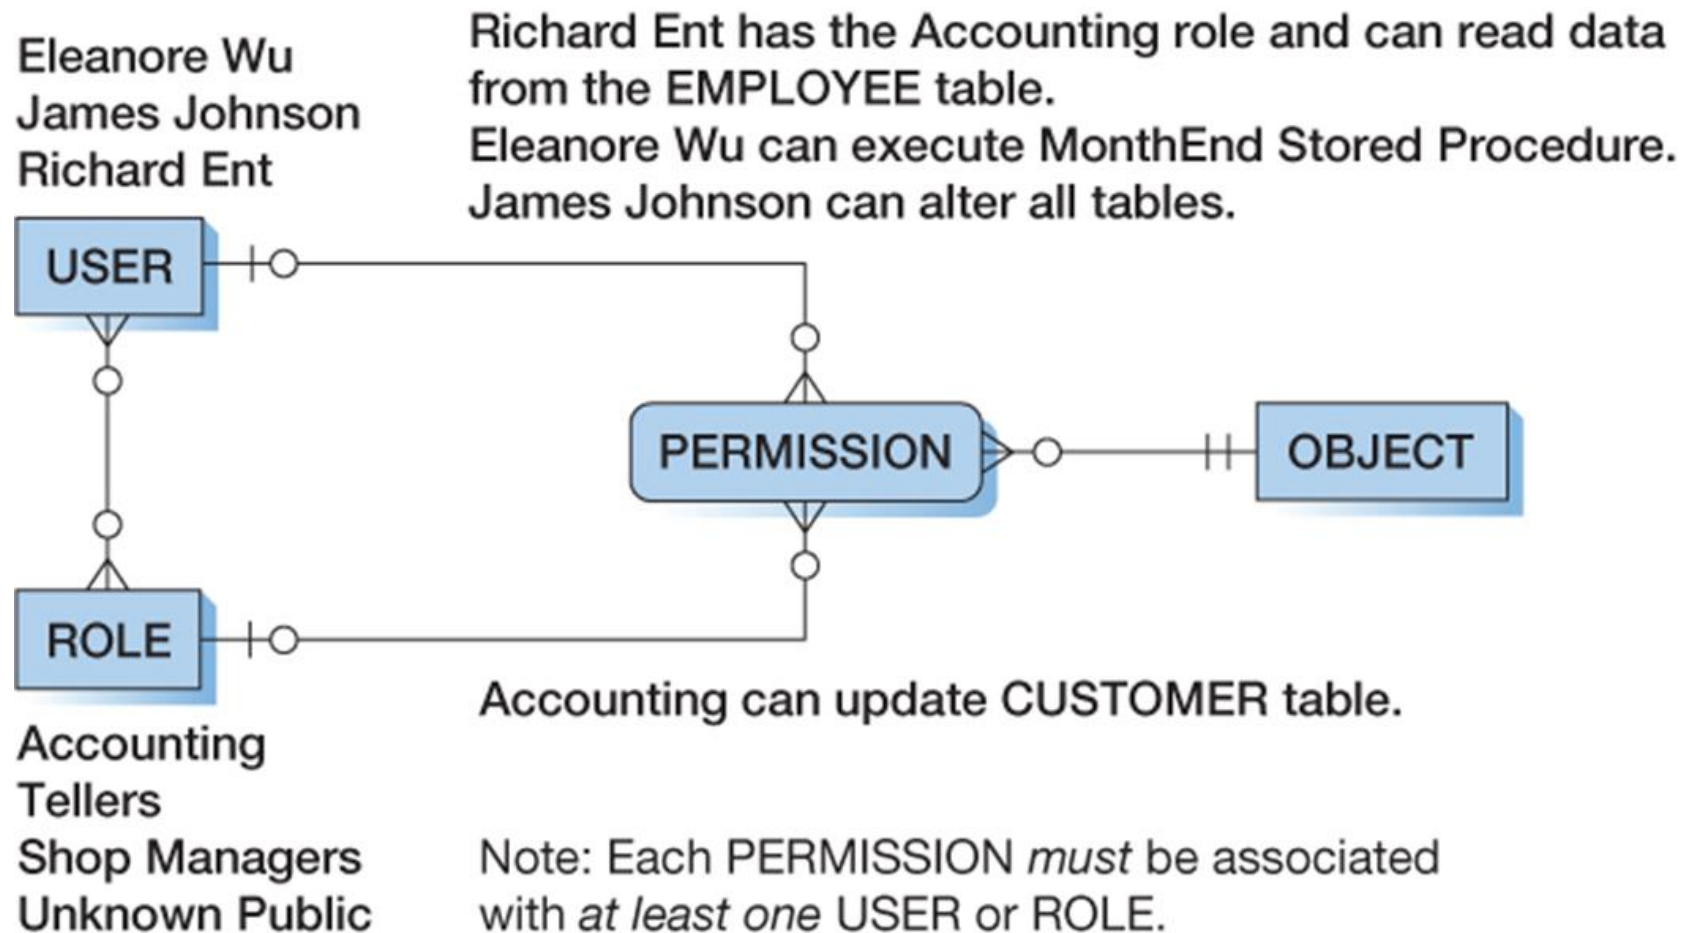 Eleanore Wu
James Johnson
Richard Ent
Richard Ent has the Accounting role and can read data
from the EMPLOYEE table.
Eleanore Wu can execute MonthEnd Stored Procedure.
James Johnson can alter all tables.
USER
PERMISSION
OBJECT
ROLE
Accounting can update CUSTOMER table.
Accounting
Tellers
Shop Managers
Unknown Public
Note: Each PERMISSION must be associated
with at least one USER or ROLE.